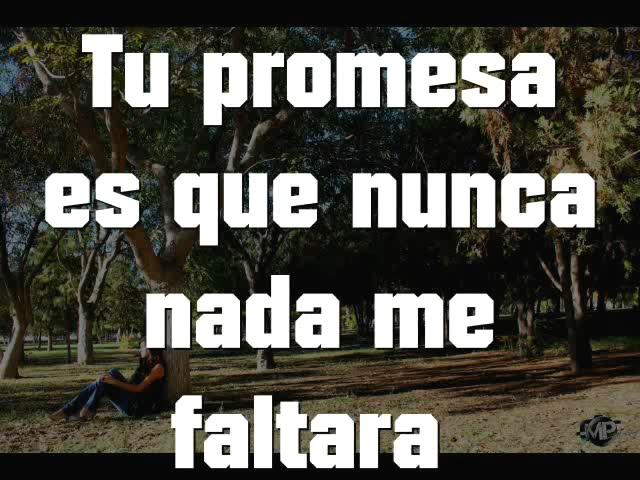 Tu promesa
es que nunca
nada me
faltara
MP